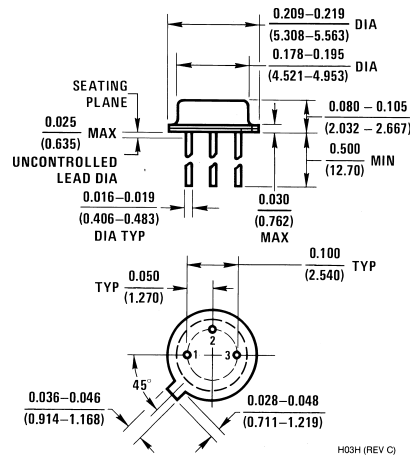 0.209–0.219 DIA
(5.308–5.563)
0.178–0.195 DIA
(4.521–4.953)
SEATING
PLANE
0.025 MAX
(0.635)
0.080 - 0.105
(2.032 – 2.667)
UNCONTROLLED
LEAD DIA
0.500 MIN
(12.70)
0.016–0.019
(0.406–0.483)
DIA TYP
0.030
(0.762)
MAX
0.100 TYP
(2.540)
TYP 0.050
(1.270)
2
1 3
45°
0.036–0.046
(0.914–1.168)
0.028–0.048
(0.711–1.219)
H03H (REV C)